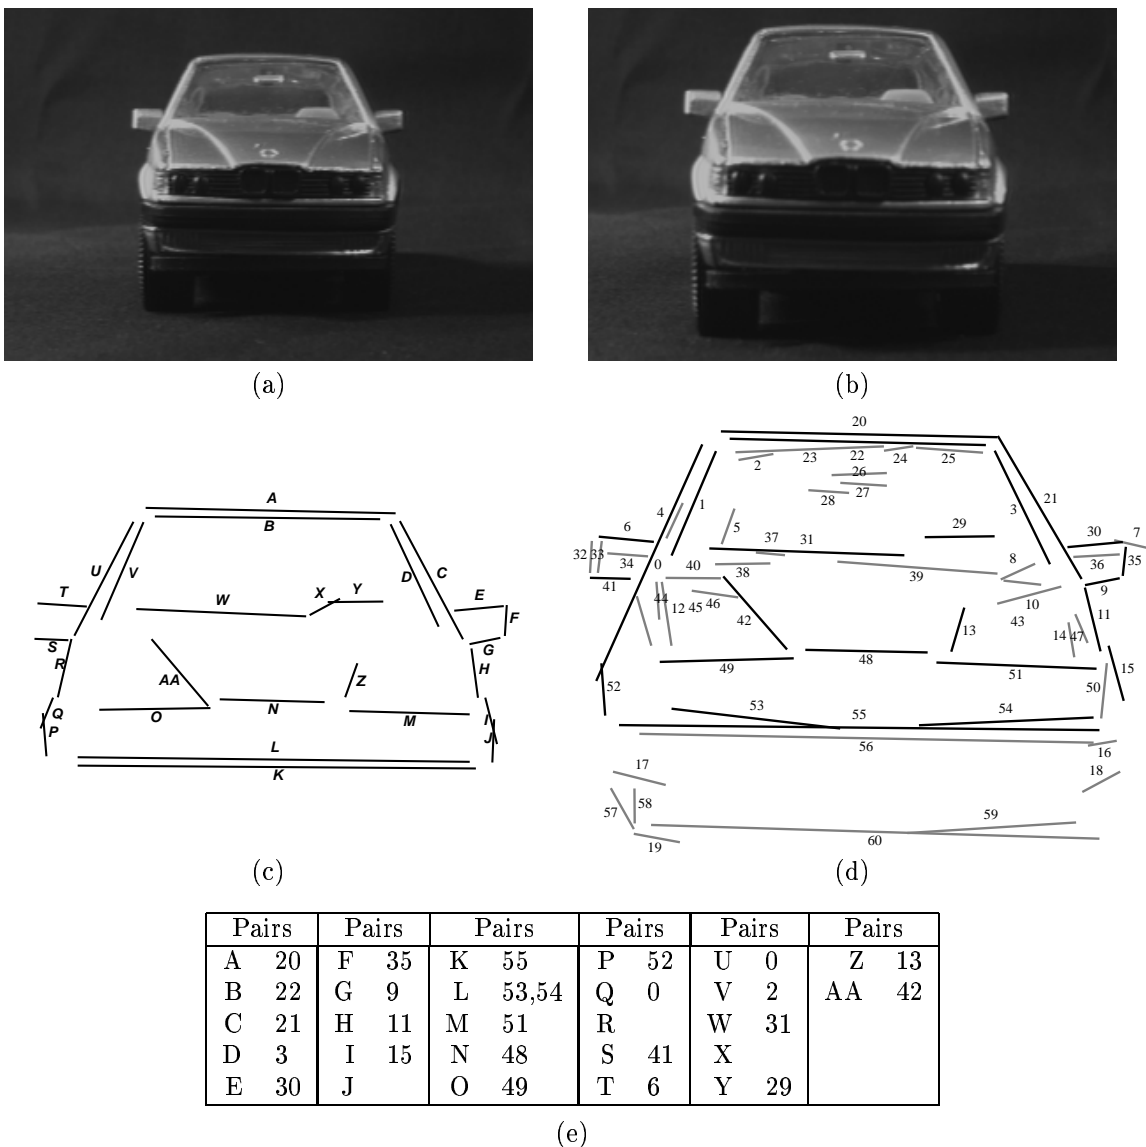 (a) (b)
A
B
U V D C
T W X Y E F
S R AA Z G H
Q O N M I
P L J
K
(c)
20
2 23 22 24 25
26
28 27
4 1 3 21
6 5 37 31 29 30 7
32 33 34 0 40 38 39 8 36 35
41 44 12 45 46 42 10 9
43 13 14 47 11
49 48 51 15
52 53 55 54 50
56 16
17 18
57 58 59
19 60
(d)
Pairs Pairs Pairs Pairs Pairs Pairs
A 20 F 35 K 55 P 52 U 0 Z 13
B 22 G 9 L 53,54 Q 0 V 2 AA 42
C 21 H 11 M 51 R W 31
D 3 I 15 N 48 S 41 X
E 30 J O 49 T 6 Y 29
(e)